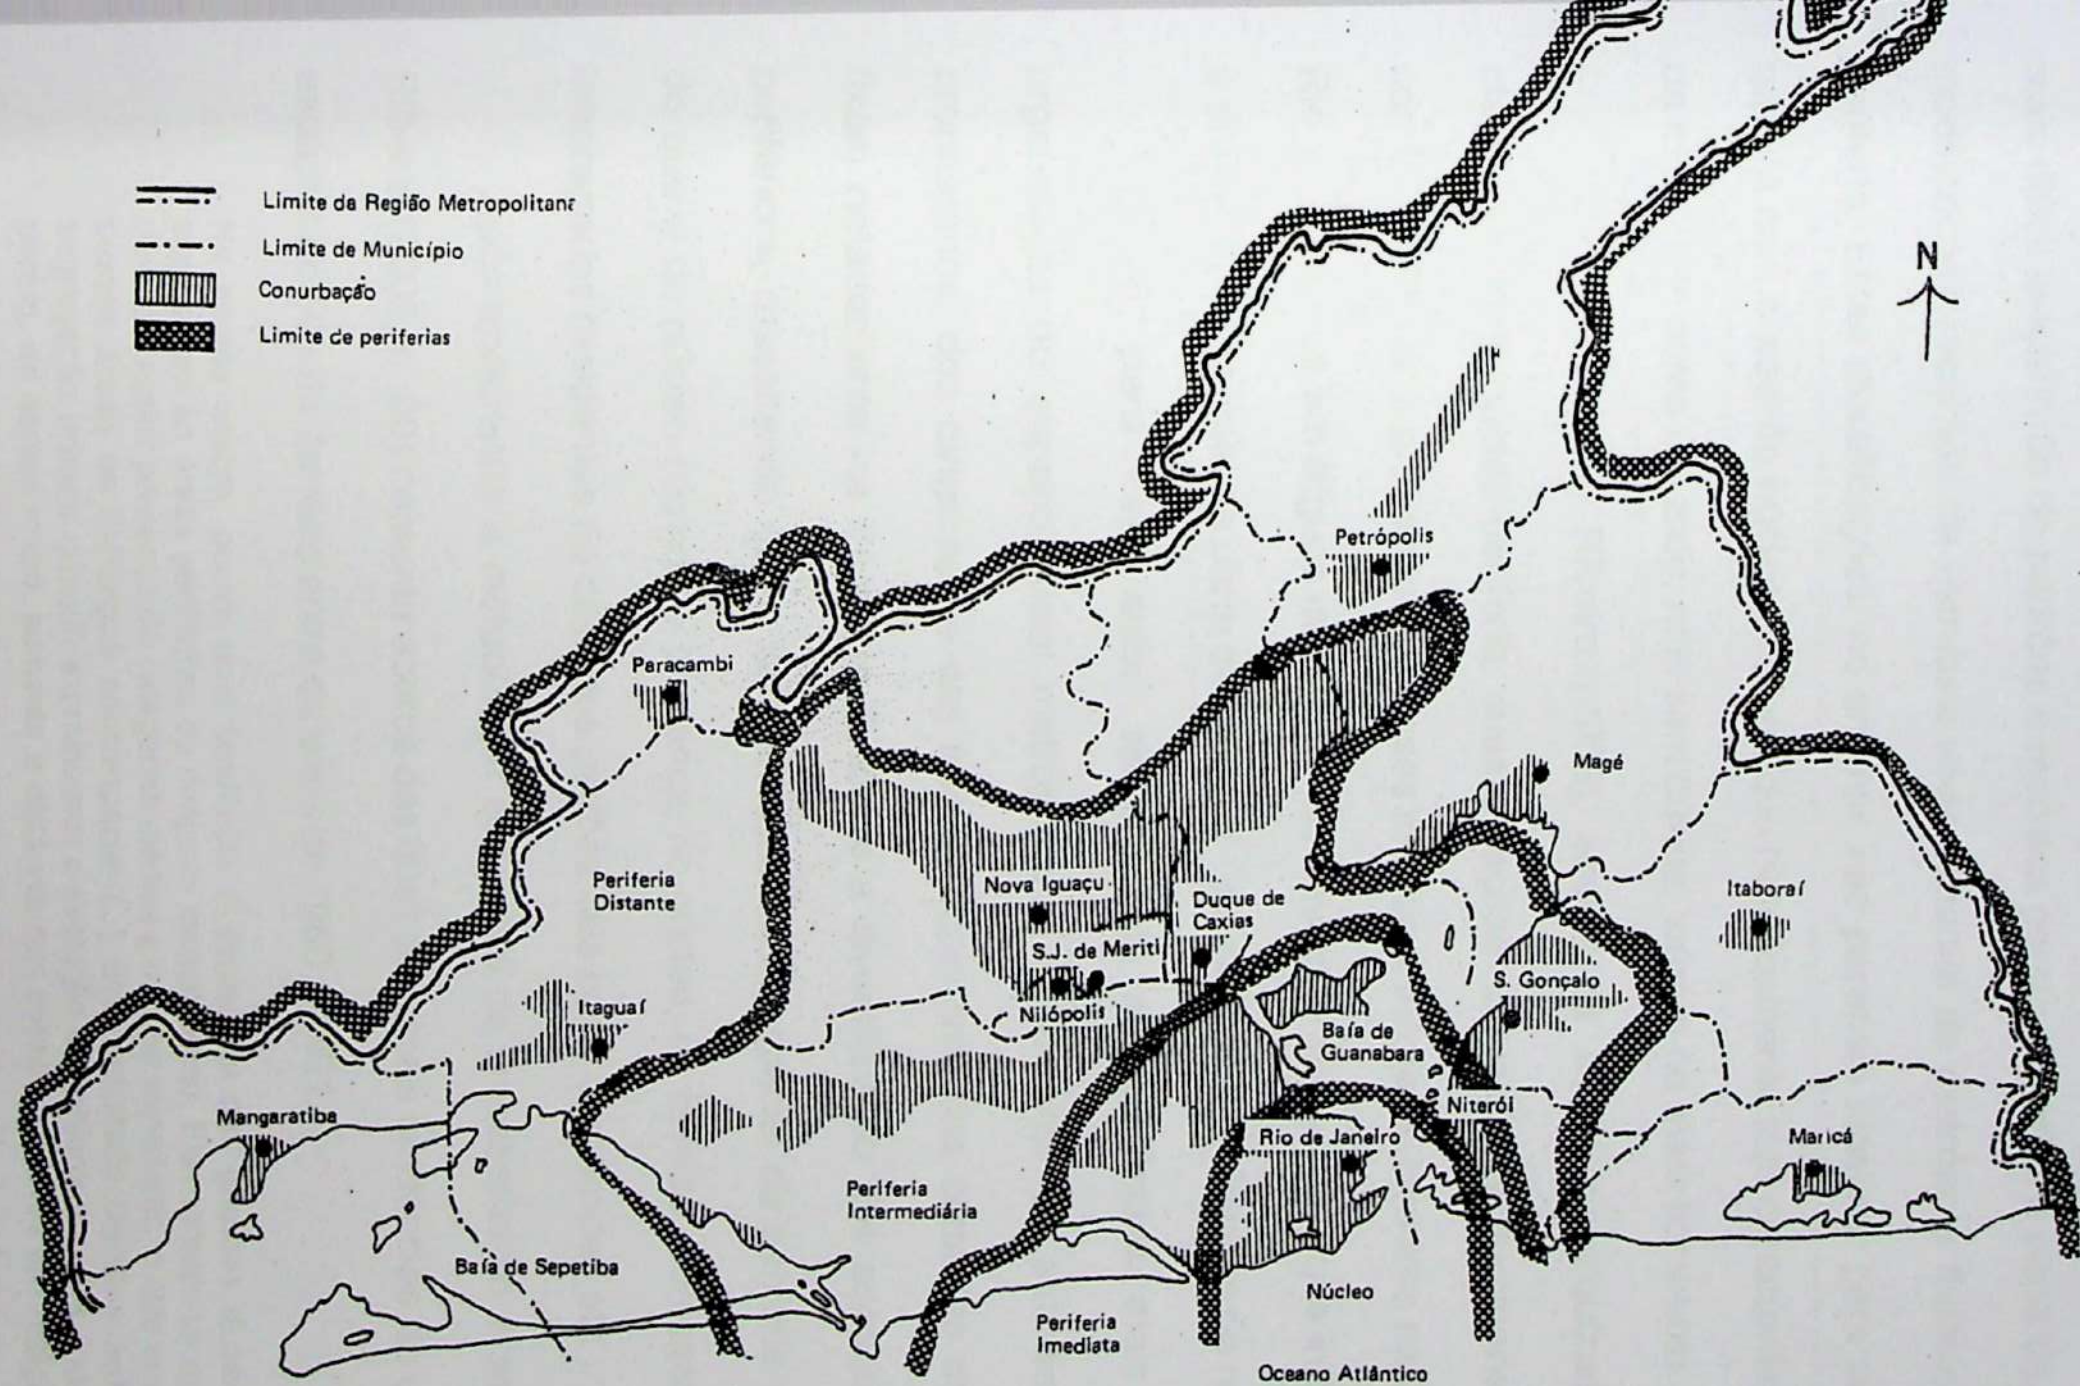 Limite da Região Metropolitana
Limite de Município
Conurbação
Limite de periferias
N
Petrópolis
Paracambi
Magé
Periferia
Distante
Nova Iguaçu
Duque de
Caxias
Itaboraí
S.J. de Meriti
S. Gonçalo
Itaguaí
Nilópolis
Baía de
Guanabara
Mangaratiba
Niterói
Rio de Janeiro
Maricá
Periferia
Intermediária
Baía de Sepetiba
Núcleo
Periferia
Imediata
Oceano Atlântico